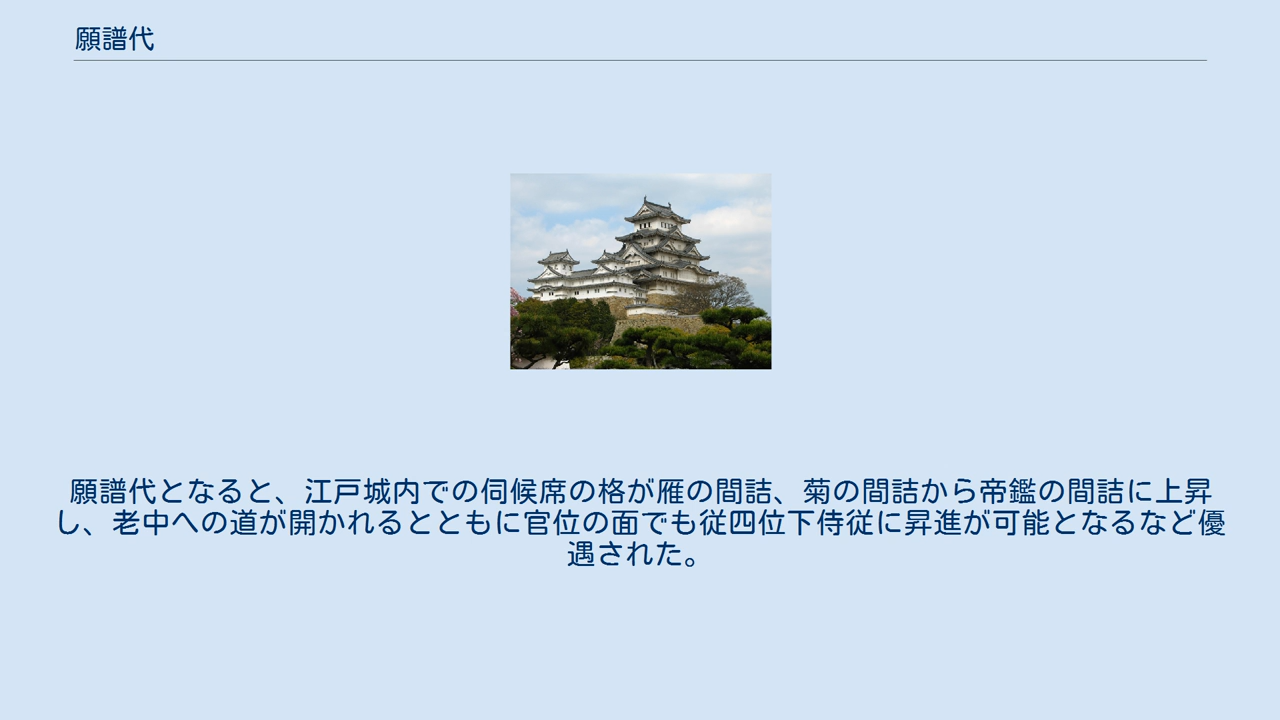 願譜代
願譜代となると、江戸城内での伺候席の格が雁の間詰、菊の間詰から帝鑑の間詰に上昇
し、老中への道が開かれるとともに官位の面でも従四位下侍従に昇進が可能となるなど優
遇された。